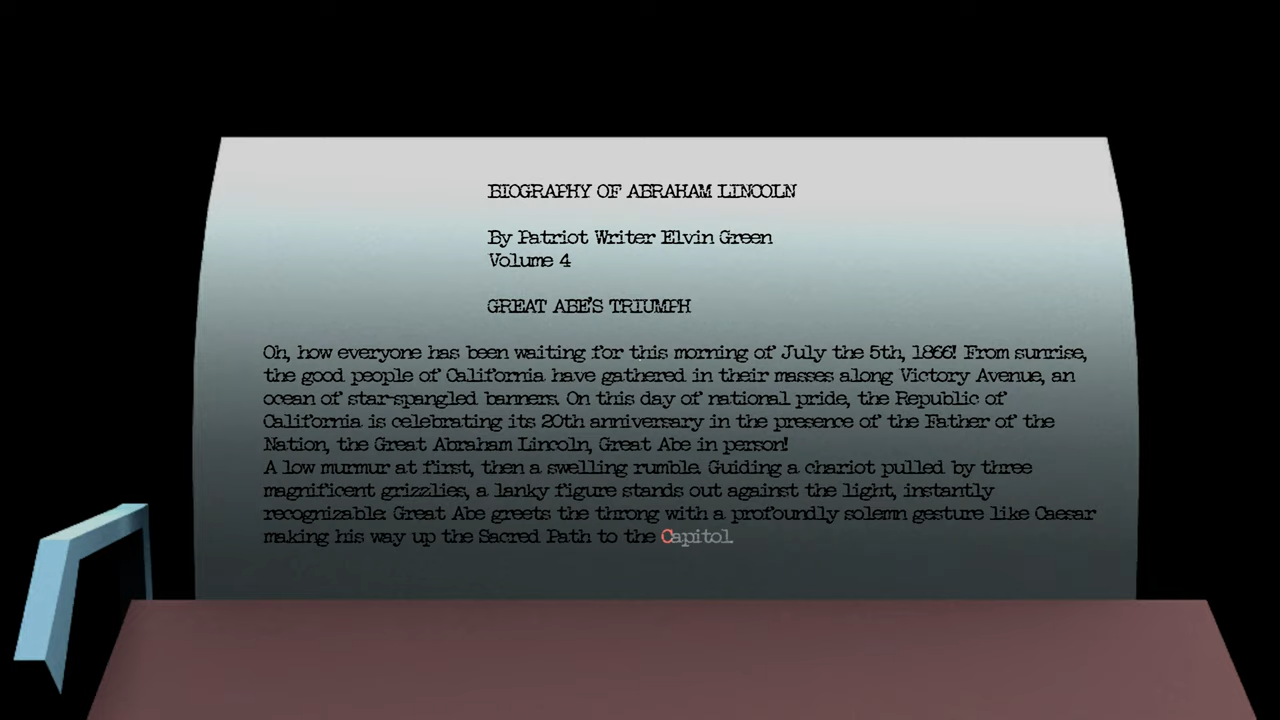 BIOGRAPHY OF ABRAHAM LINCOLN
By Patriot Writer Elvin Green
Volume 4
GREAT ABE'S TRIUMPH
Oh, how everyone has been waiting for this morning of July the 5th, 1866! From sunrise,
the good people of California have gathered in their masses along Victory Avenue, an
ocean of star-spangled banners. On this day of national pride, the Republic of
California is celebrating its 20th anniversary in the presence of the Father of the
Nation, the Great Abraham Lincoln, Great Abe in person!
A low murmur at first, then a swelling rumble. Guiding a chariot pulled by three
magnificent grizzlies, a lanky figure stands out against the light, instantly
recognizable: Great Abe greets the throng with a profoundly solemn gesture like Caesar
making his way up the Sacred Path to the Capitol.